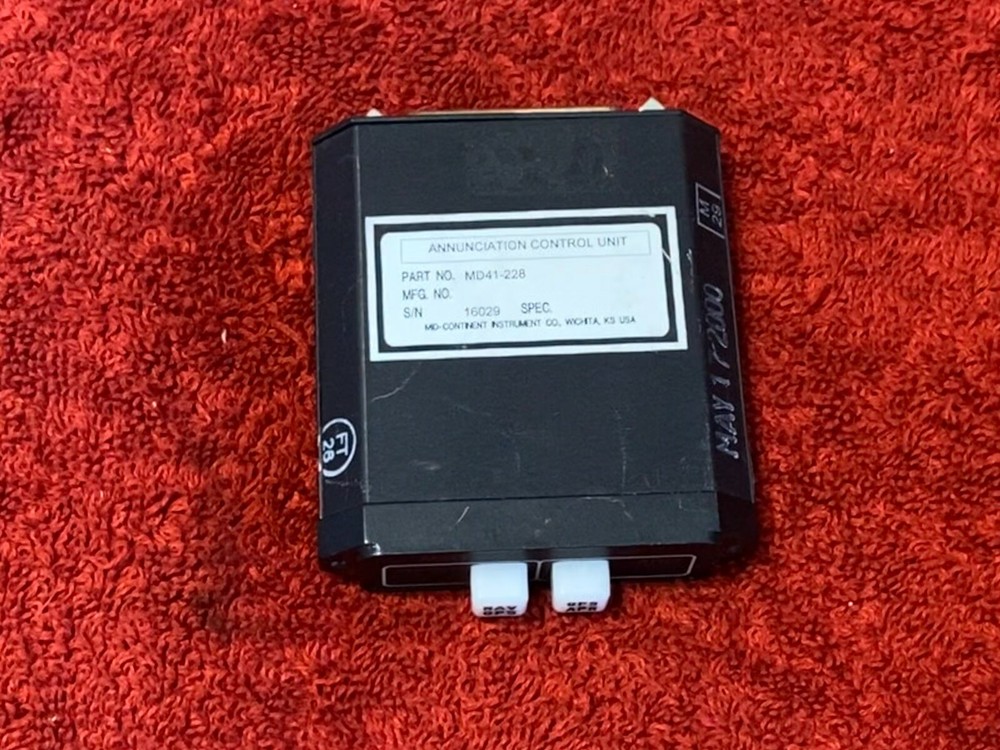 ANNUNCIATION CONTROL UNIT
PART NO. MD41-228
MFG. NO.
S/N 16029 SPEC.
MID-CONTINENT INSTRUMENT CO., WICHITA, KS USA
M
29
MAY 17 2000
FT
28